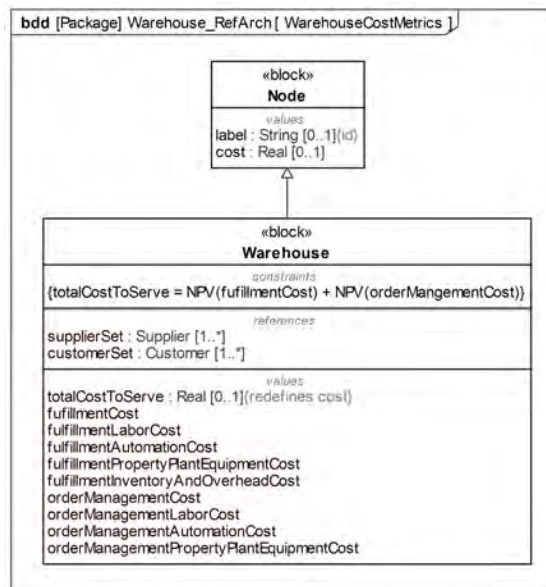 bdd [Package] Warehouse_RefArch [ WarehouseCostMetrics ]
«block»
Node
values
label : String [0..1]{id}
cost : Real [0..1]
«block»
Warehouse
constraints
{totalCostToServe = NPV(fufillmentCost) + NPV(orderMangementCost)}
references
supplierSet : Supplier [1..*]
customerSet : Customer [1..*]
values
totalCostToServe : Real [0..1]{redefines cost}
fufillmentCost
fulfillmentLaborCost
fulfillmentAutomationCost
fulfillmentPropertyPlantEquipmentCost
fulfillmentInventoryAndOverheadCost
orderManagementCost
orderManagementLaborCost
orderManagementAutomationCost
orderManagementPropertyPlantEquipmentCost